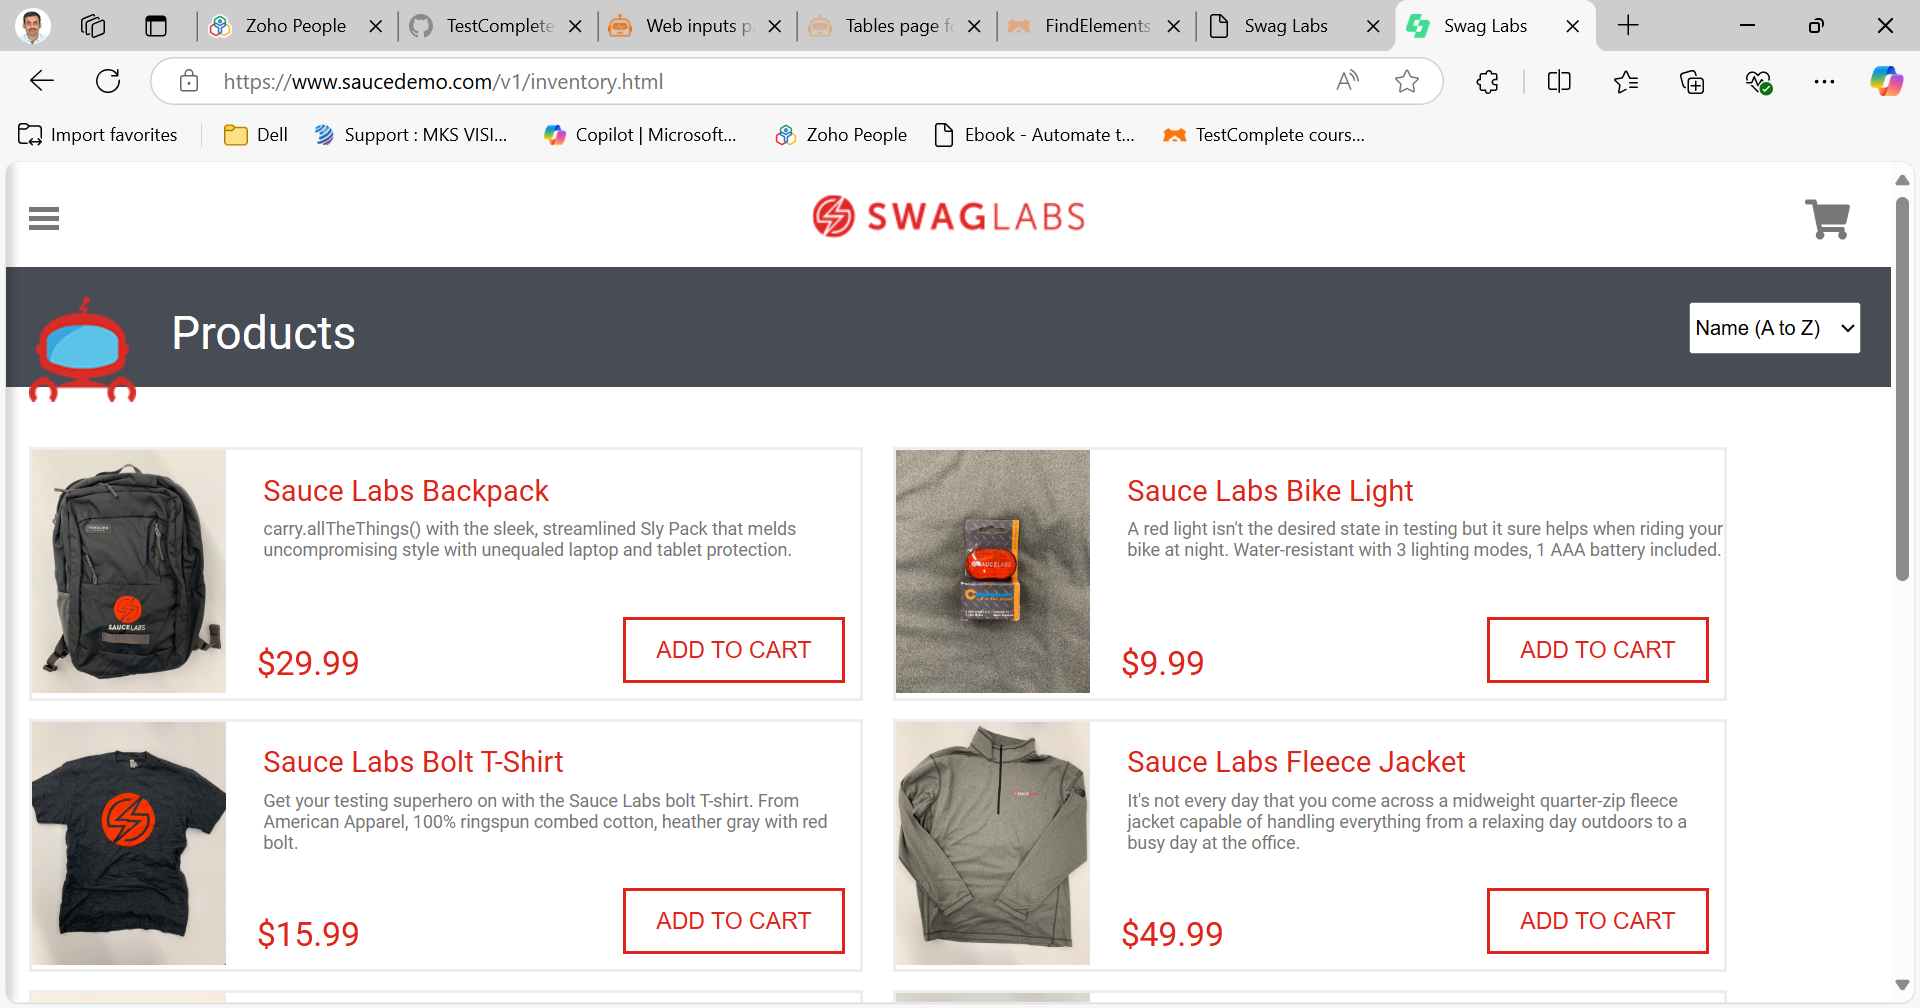 Zoho People
TestComplete
Web inputs p
Tables page fo
FindElements
Swag Labs
Swag Labs
https://www.saucedemo.com/v1/inventory.html
Import favorites
Dell
Support : MKS VISI...
Copilot | Microsoft...
Zoho People
Ebook - Automate t...
TestComplete cours...
SWAGLABS
Products
Name (A to Z)
Sauce Labs Backpack
carry.allTheThings() with the sleek, streamlined Sly Pack that melds
uncompromising style with unequaled laptop and tablet protection.
$29.99
ADD TO CART
SAUCELABS
Sauce Labs Bike Light
A red light isn't the desired state in testing but it sure helps when riding your
bike at night. Water-resistant with 3 lighting modes, 1 AAA battery included.
$9.99
ADD TO CART
SAUCELABS
Sauce Labs Bolt T-Shirt
Get your testing superhero on with the Sauce Labs bolt T-shirt. From
American Apparel, 100% ringspun combed cotton, heather gray with red
bolt.
$15.99
ADD TO CART
Sauce Labs Fleece Jacket
It's not every day that you come across a midweight quarter-zip fleece
jacket capable of handling everything from a relaxing day outdoors to a
busy day at the office.
$49.99
ADD TO CART